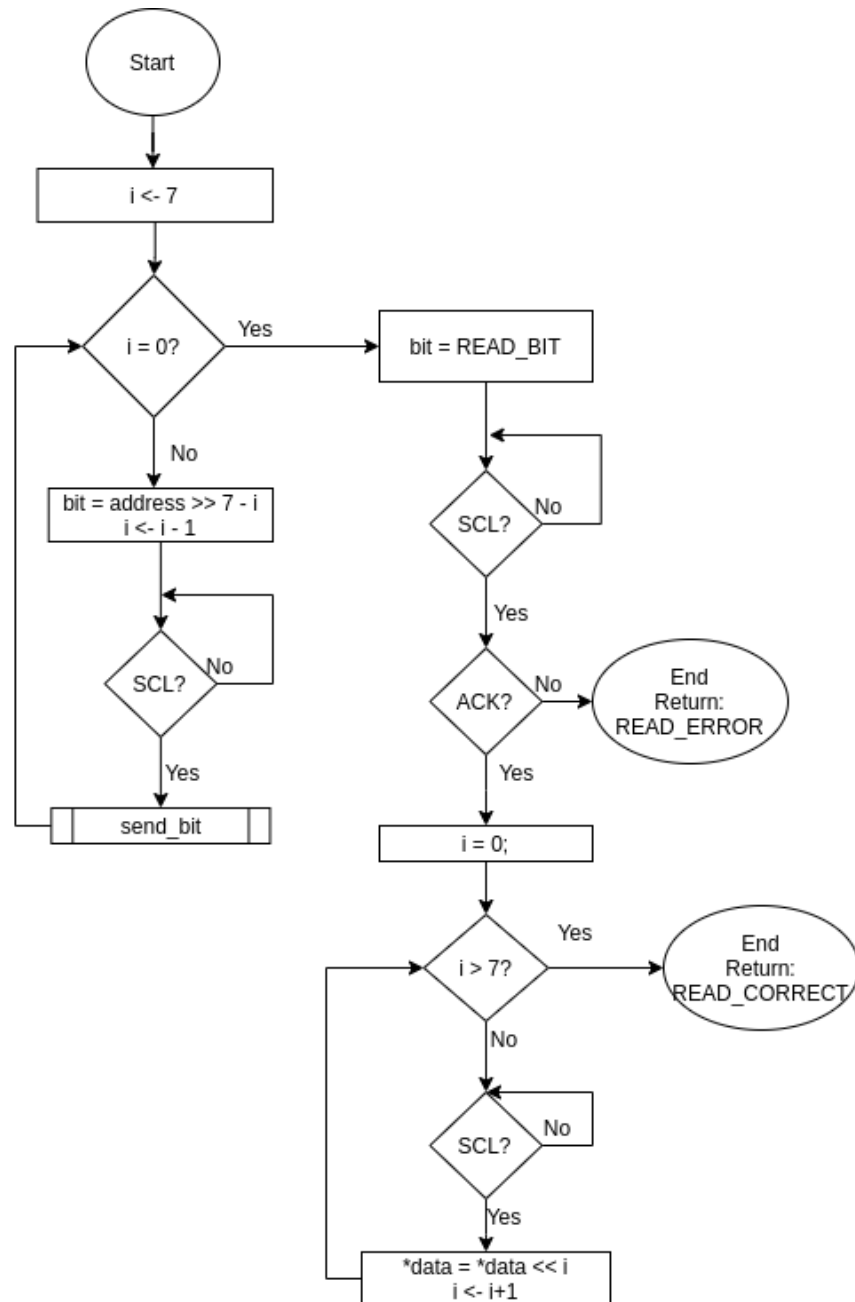 Start
i <- 7
i = 0?
Yes
No
bit = address >> 7 - i
i <- i - 1
SCL?
No
Yes
send_bit
bit = READ_BIT
SCL?
No
Yes
ACK?
No
End
Return:
READ_ERROR
Yes
i = 0;
i > 7?
Yes
End
Return:
READ_CORRECT
No
SCL?
No
Yes
*data = *data << i
i <- i+1